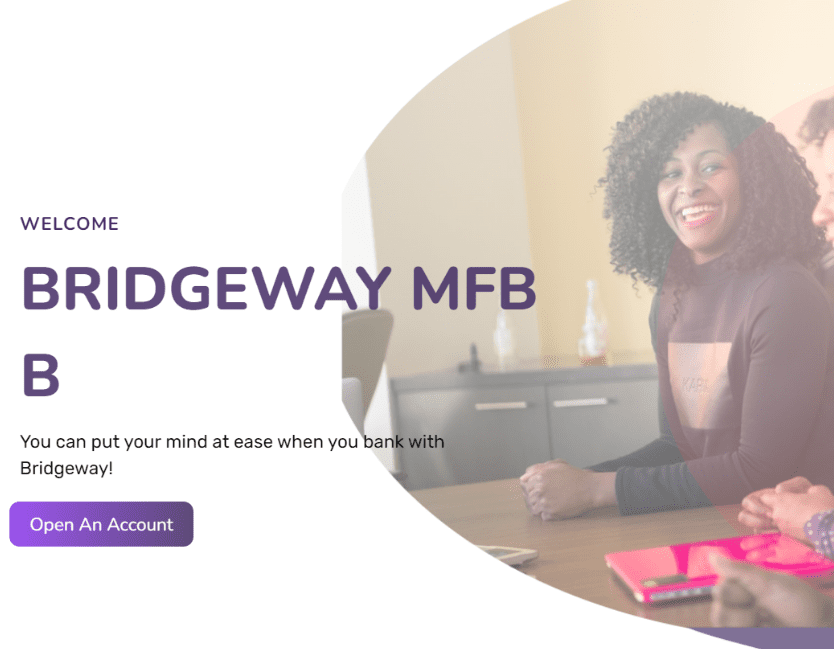 WELCOME
BRIDGEWAY MFB
B
You can put your mind at ease when you bank with
Bridgeway!
Open An Account